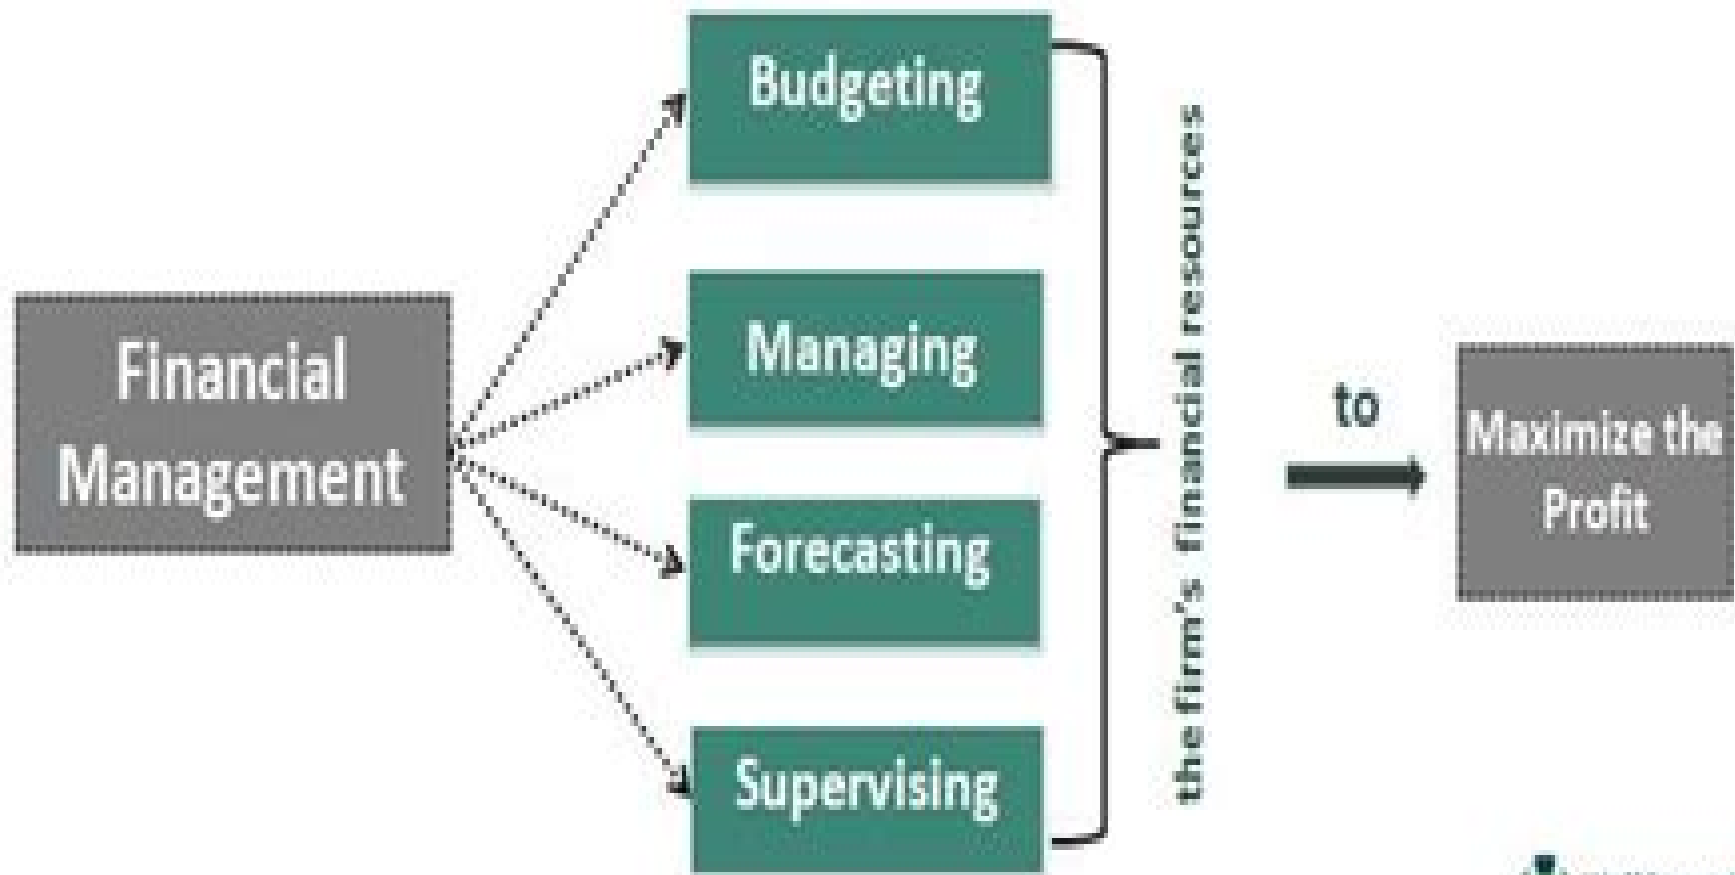 Financial
Management
Budgeting
Managing
Forecasting
Supervising
the firm's financial resources
to
Maximize the
Profit